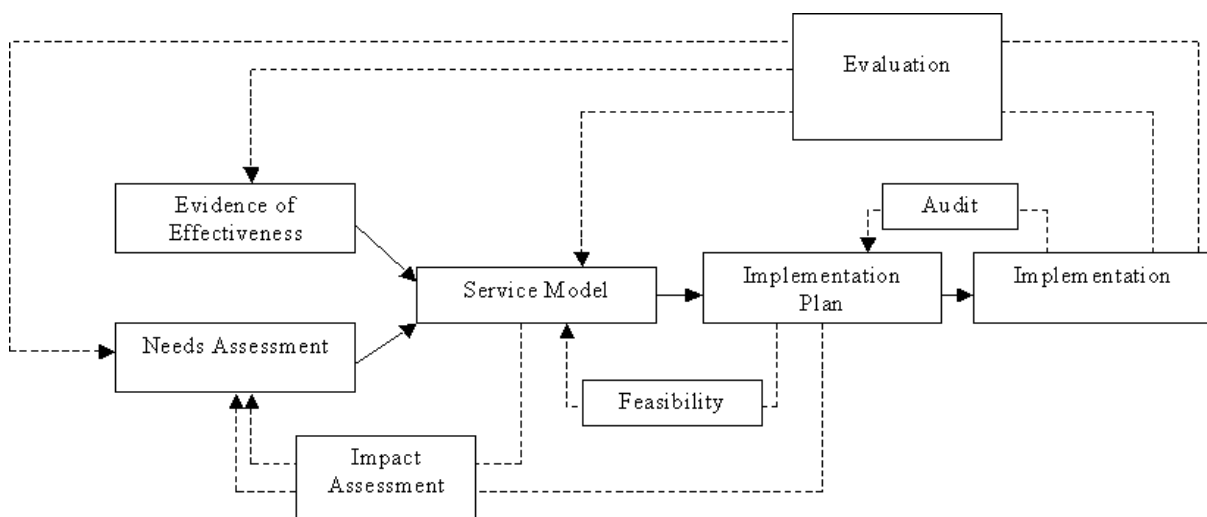 Evaluation
Evidence of
Effectiveness
Audit
Service Model
Implementation
Plan
Implementation
Needs Assessment
Feasibility
Impact
Assessment